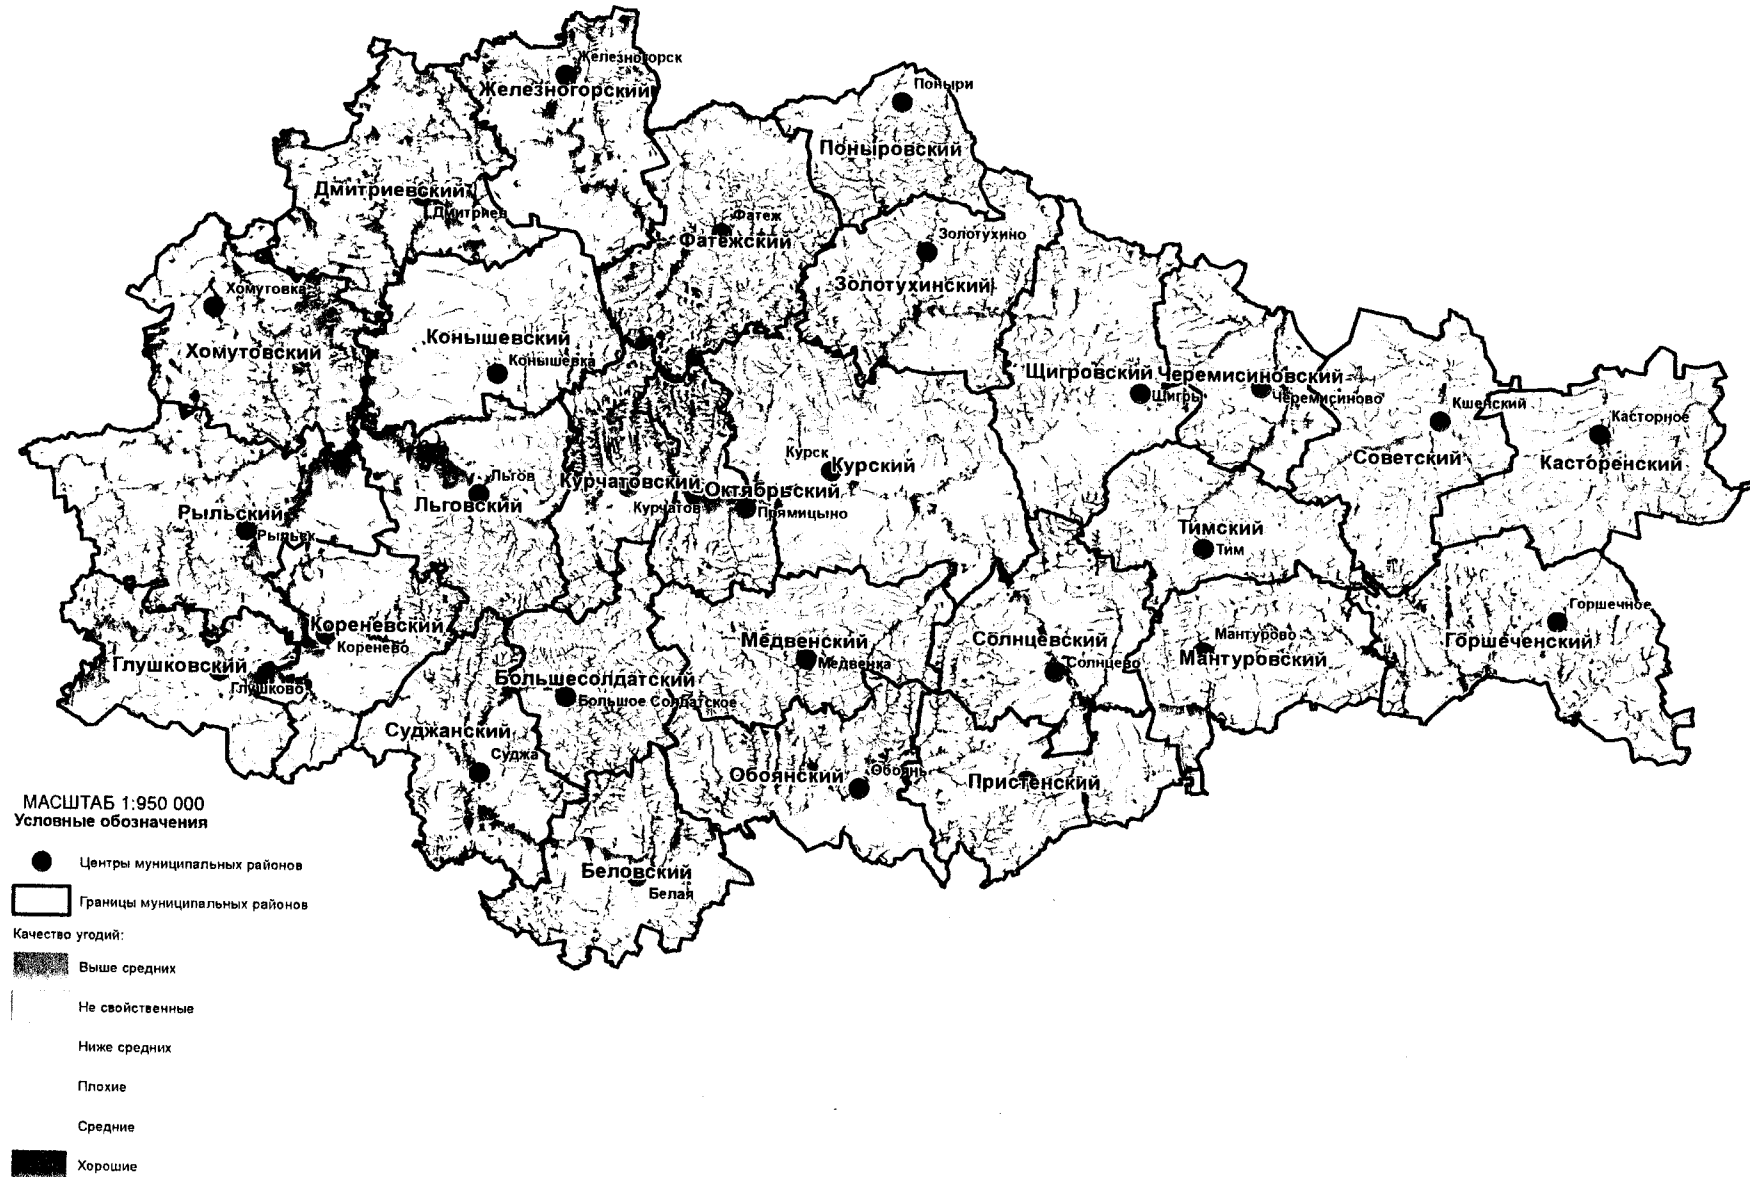 Железногорск
Железногорский
Поныри
Поныровский
Дмитриевский
Дмитриев
Фатеж
Фатежский
Золотухино
Золотухинский
Хомутовка
Хомутовский
Конышевский
Конышевка
Щигровский
Щигры
Черемисиновский
Черемисиново
Кшенский
Советский
Касторное
Касторенский
Курск
Курский
Льгов
Льговский
Курчатовский
Курчатов
Октябрьский
Прямицыно
Рыльский
Рыльск
Тимский
Тим
Горшечное
Горшеченский
Кореневский
Коренево
Глушковский
Глушково
Медвенский
Медвенка
Солнцевский
Солнцево
Мантурово
Мантуровский
Большесолдатский
Большое Солдатское
Суджанский
Суджа
Обоянский
Обоянь
Пристенский
Беловский
Белая
МАСШТАБ 1:950 000
Условные обозначения
Центры муниципальных районов
Границы муниципальных районов
Качество угодий:
Выше средних
Не свойственные
Ниже средних
Плохие
Средние
Хорошие